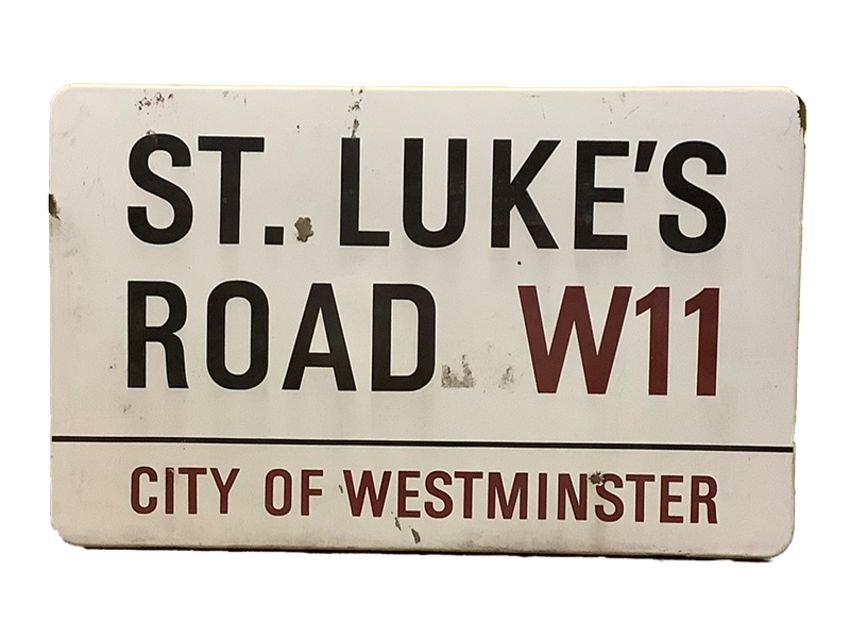 ST. LUKE'S
ROAD W11
CITY OF WESTMINSTER